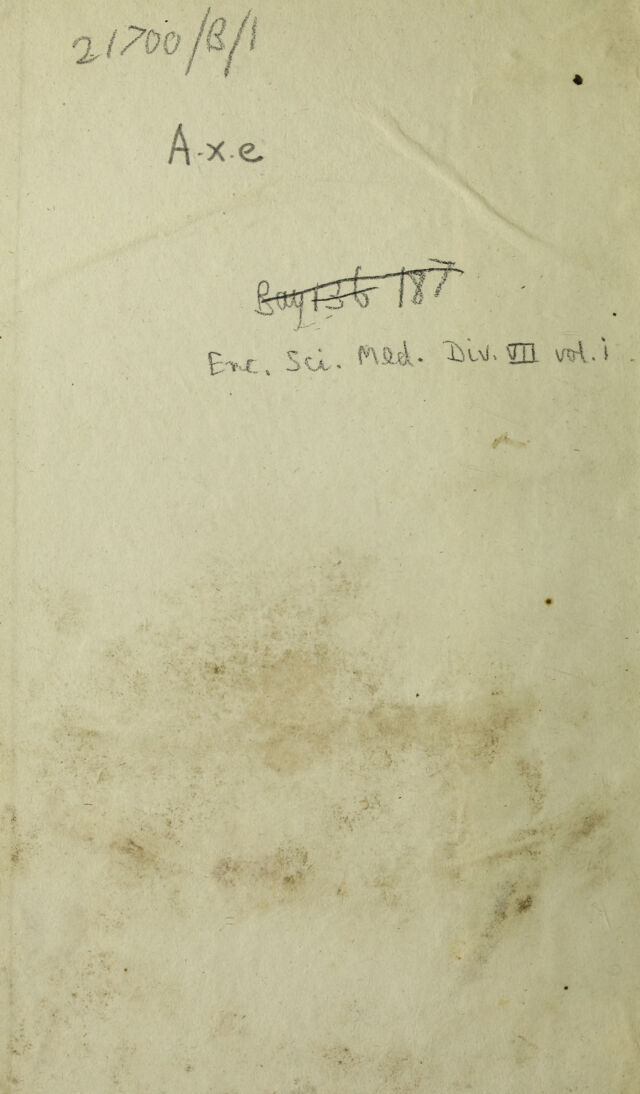 21700/B/1
A.x.e
Bay 136 187
Enc. Sci. Med. Div. VII vol. i.